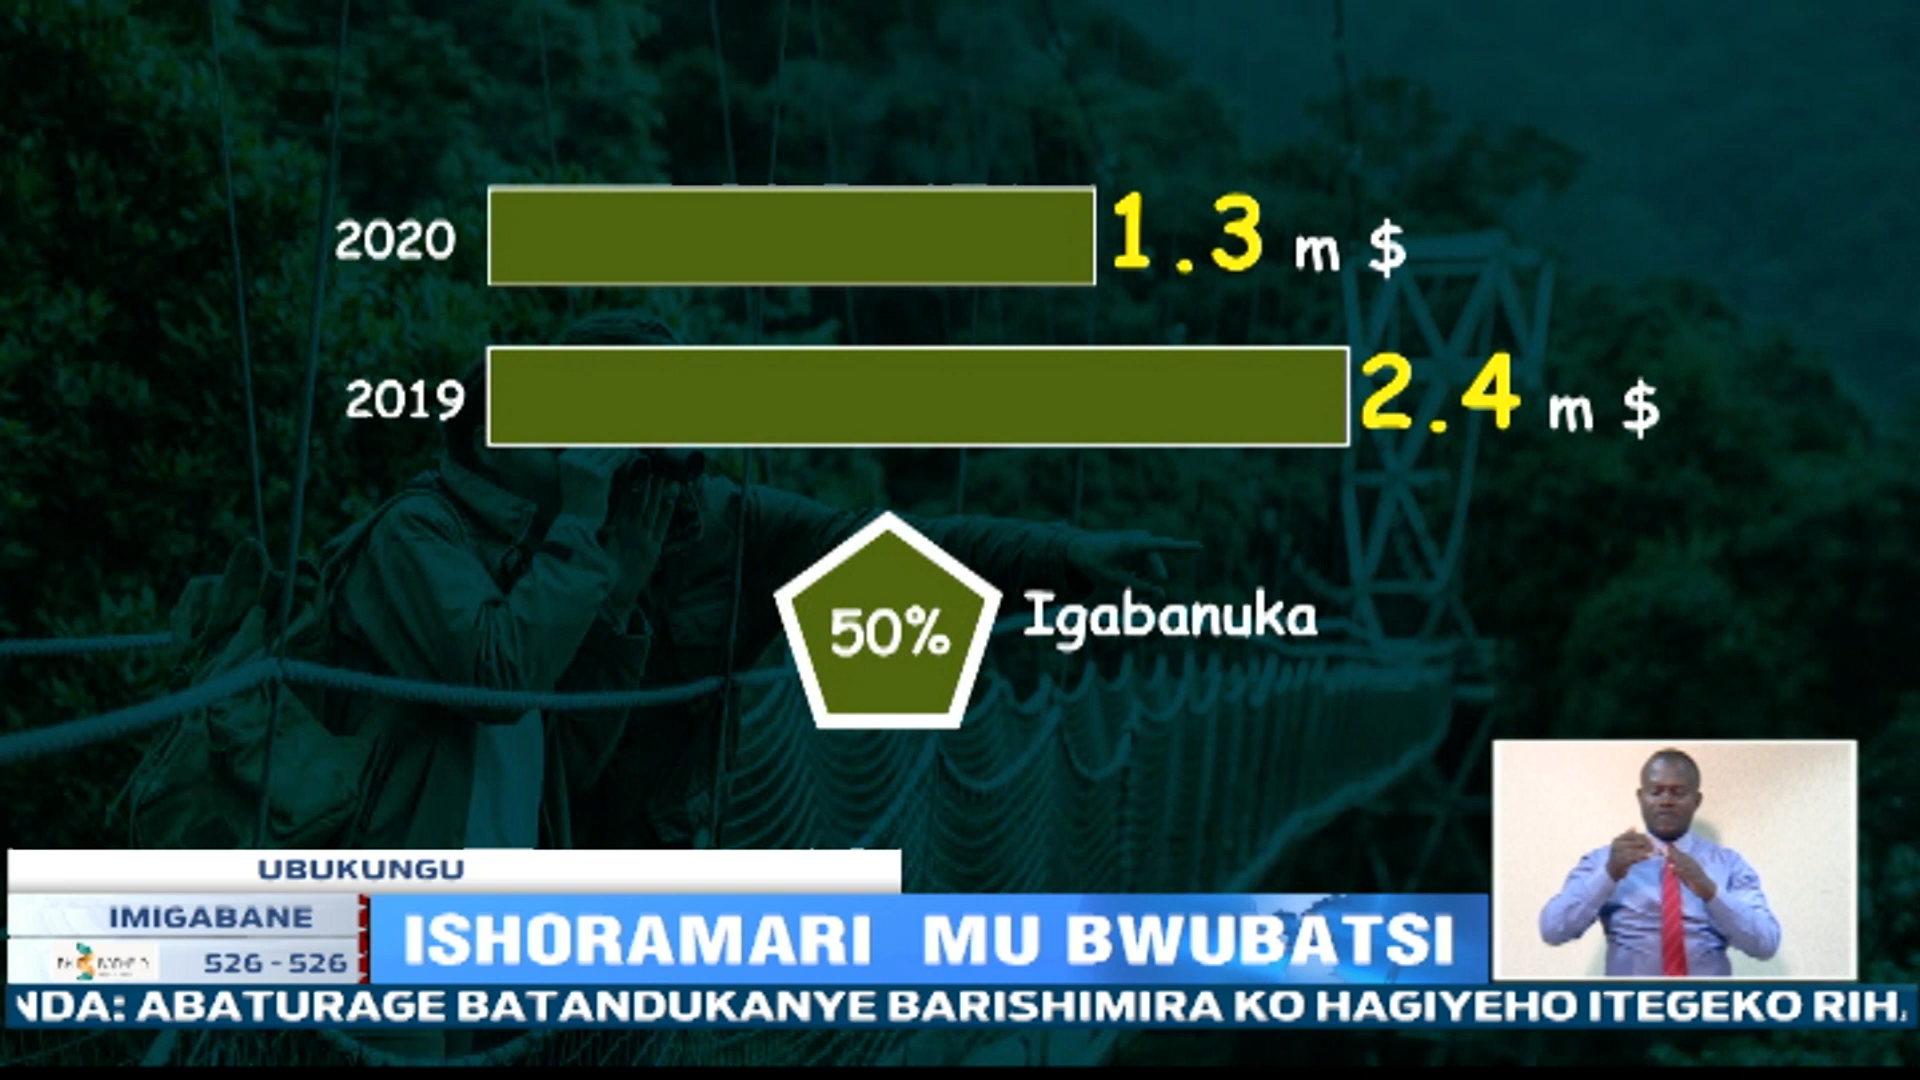 2020 1.3 m $
2019 2.4 m $
50% Igabanuka
UBUKUNGU
IMIGABANE
526 - 526
ISHORAMARI MU BWUBATSI
NDA: ABATURAGE BATANDUKANYE BARISHIMIRA KO HAGIYEHO ITEGEKO RIH